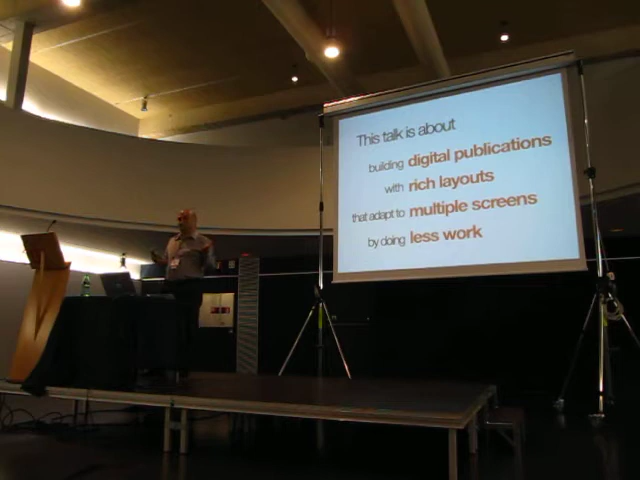 This talk is about
building digital publications
with rich layouts
that adapt to multiple screens
by doing less work